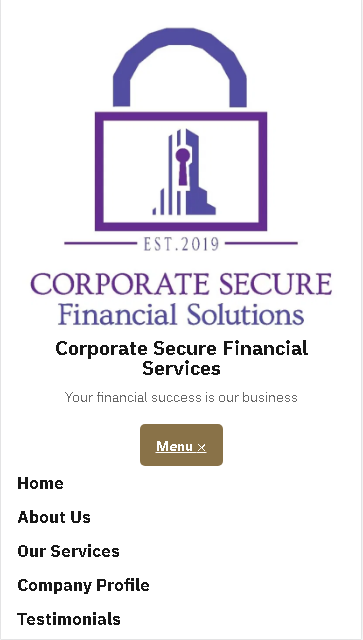 EST.2019
CORPORATE SECURE
Financial Solutions
Corporate Secure Financial
Services
Your financial success is our business
Menu ×
Home
About Us
Our Services
Company Profile
Testimonials